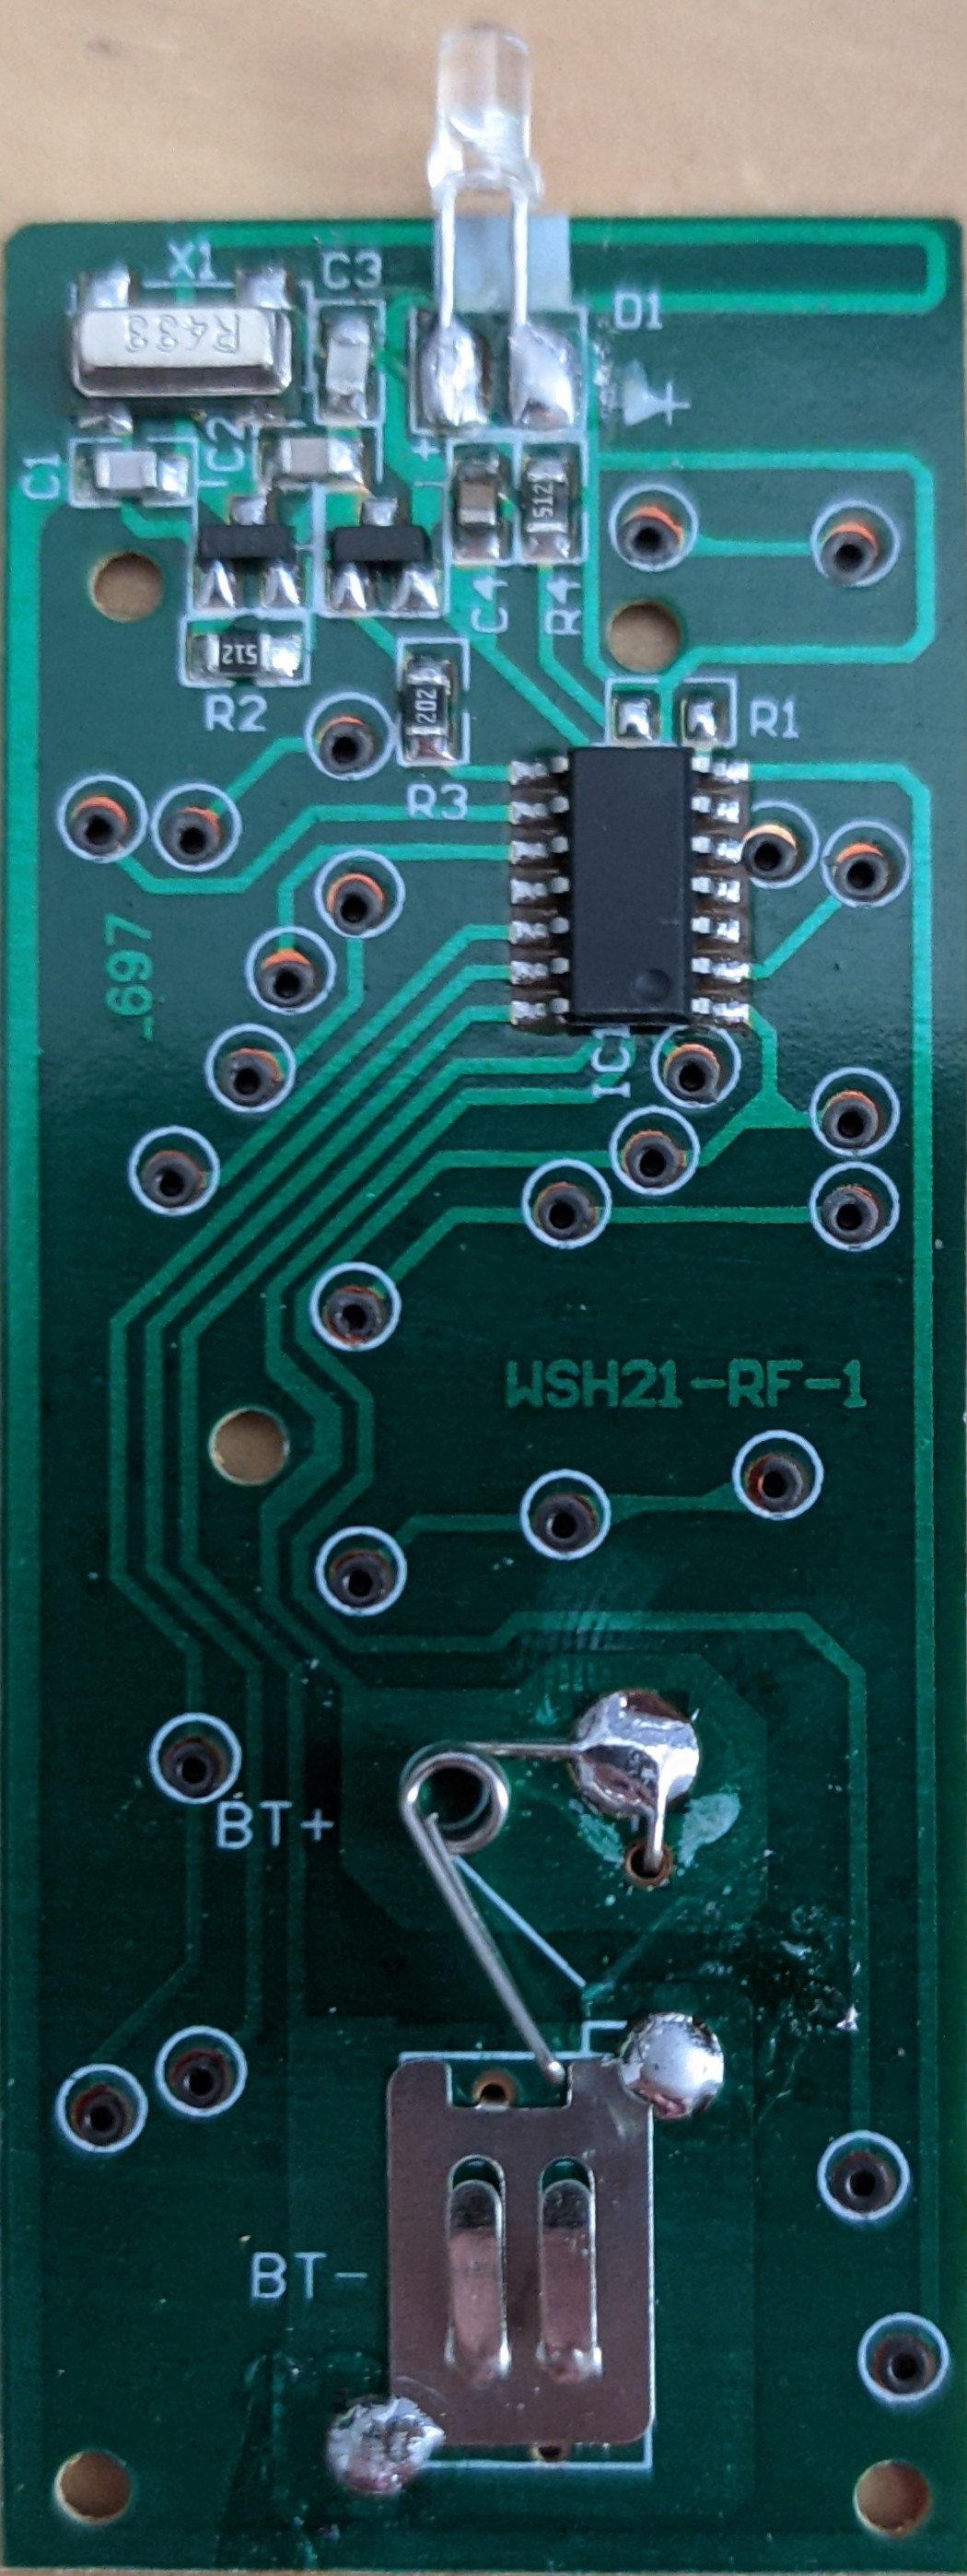 X1
C3
R433
D1
C1
C2
+
512
C4
R4
512
R2
202
R1
R3
697
IC1
WSH21-RF-1
BT+
BT-